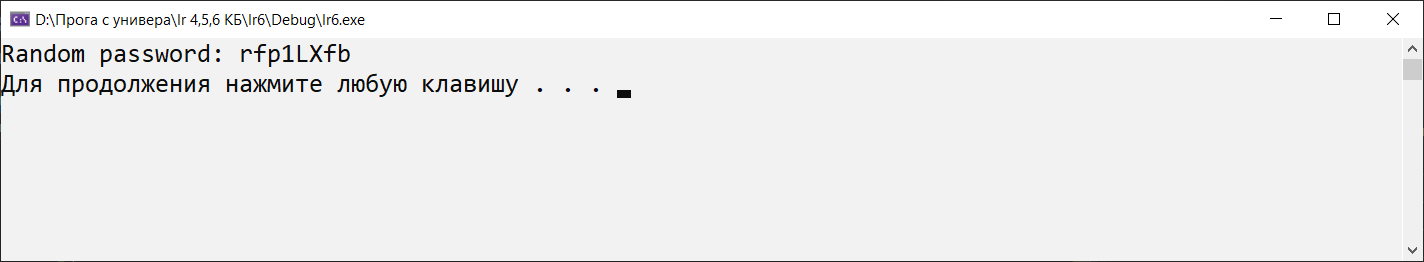 D:\Прога с универа\lr 4,5,6 КБ\lr6\Debug\lr6.exe
Random password: rfp1LXfb
Для продолжения нажмите любую клавишу . . .